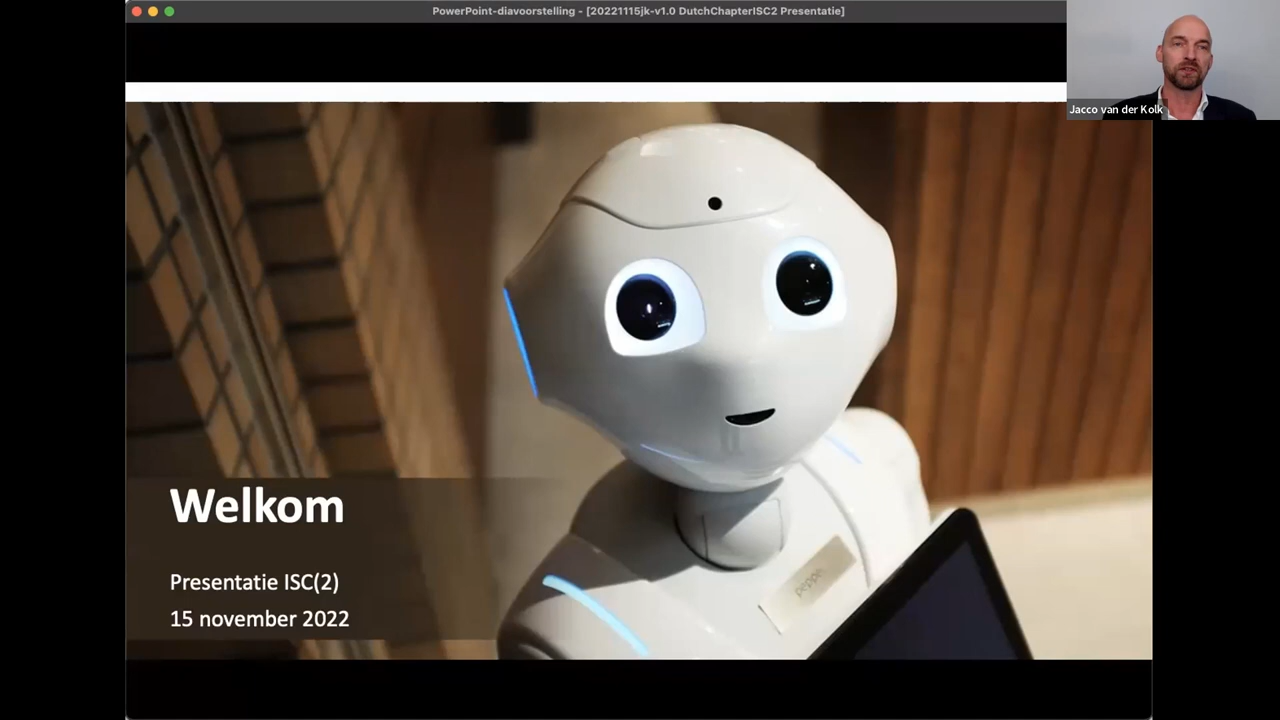 PowerPoint-diavoorstelling - [20221115jk-v1.0 DutchChapterISC2 Presentatie]
Jacco van der Kolk
Welkom
Presentatie ISC(2)
15 november 2022